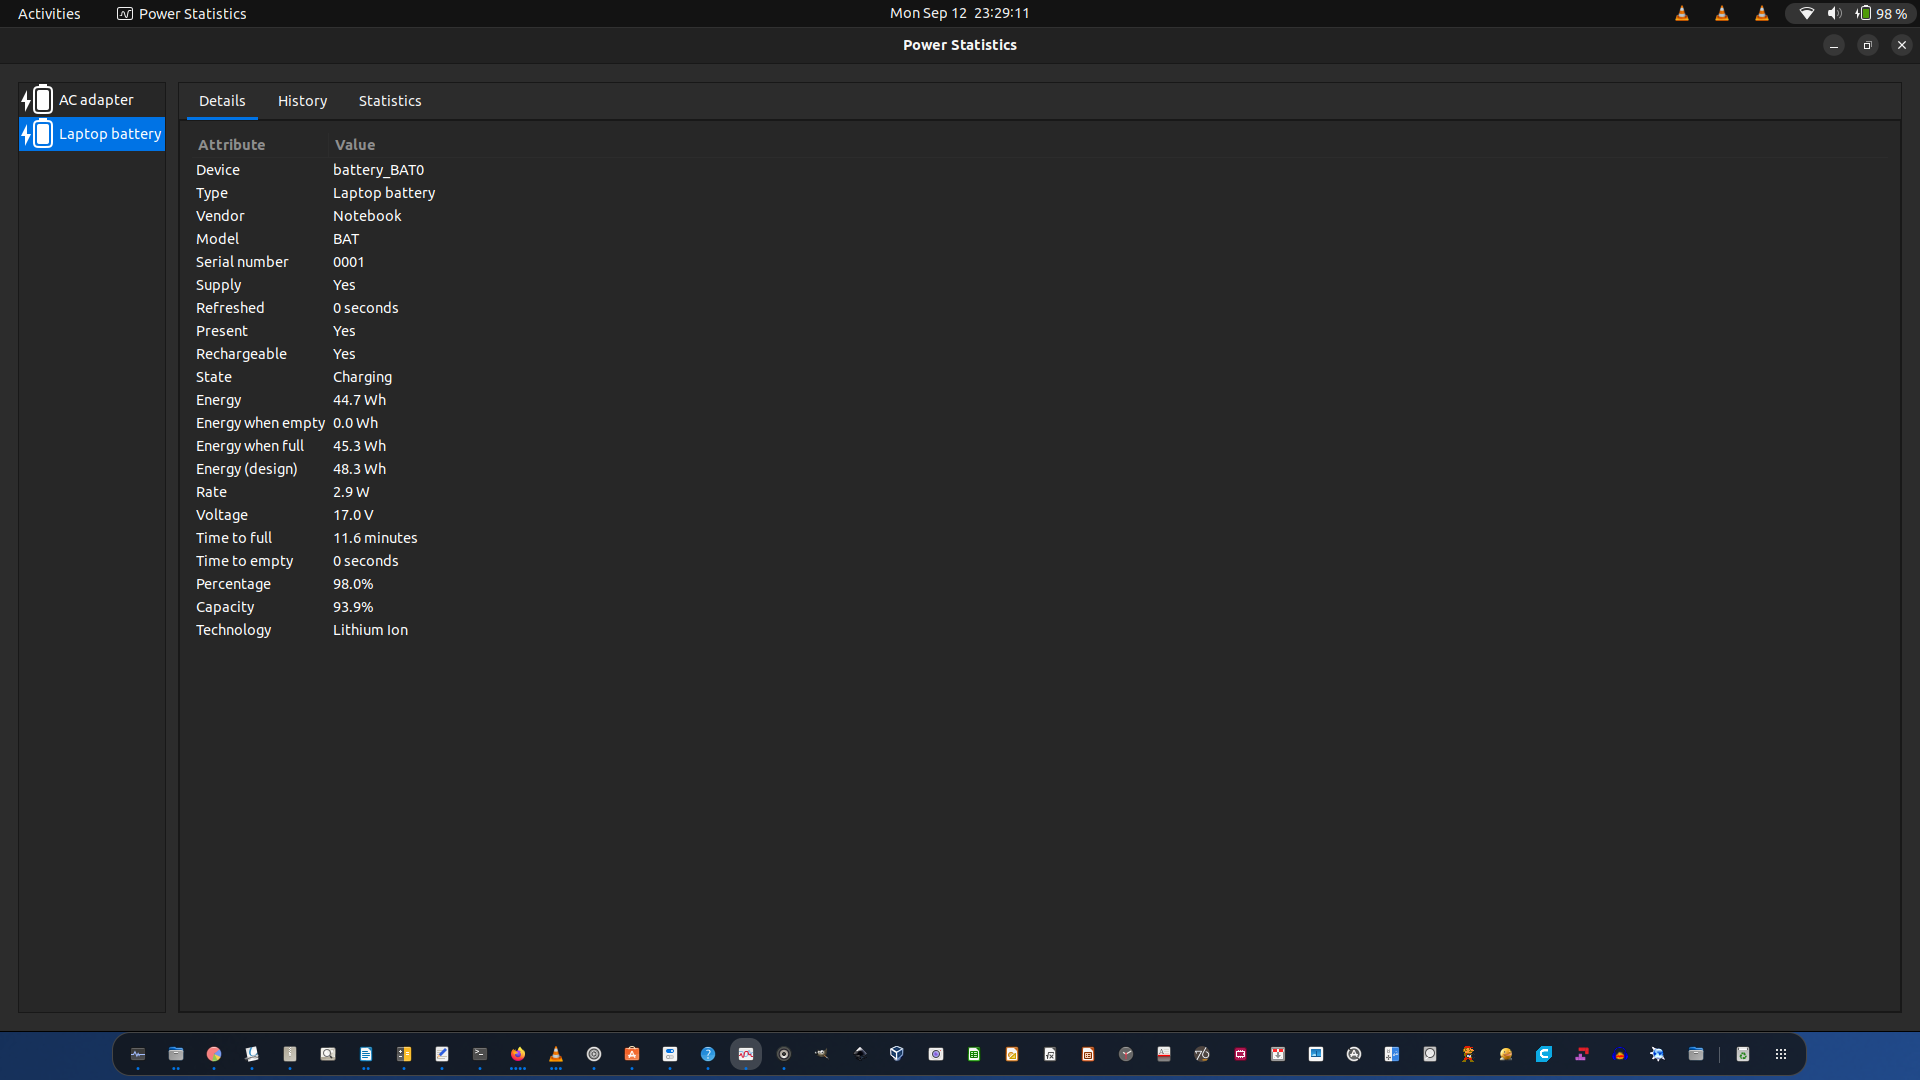 Activities Power Statistics Mon Sep 12 23:29:11 98 %
Power Statistics
AC adapter
Laptop battery
Details History Statistics
Attribute Value
Device battery_BAT0
Type Laptop battery
Vendor Notebook
Model BAT
Serial number 0001
Supply Yes
Refreshed 0 seconds
Present Yes
Rechargeable Yes
State Charging
Energy 44.7 Wh
Energy when empty 0.0 Wh
Energy when full 45.3 Wh
Energy (design) 48.3 Wh
Rate 2.9 W
Voltage 17.0 V
Time to full 11.6 minutes
Time to empty 0 seconds
Percentage 98.0%
Capacity 93.9%
Technology Lithium Ion
76